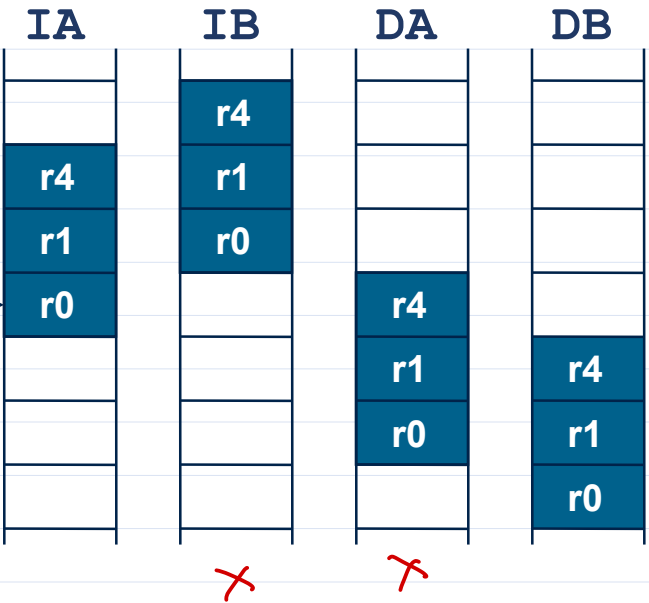 IA IB DA DB
r4
r4 r1
r1 r0
r0 r4
r1 r4
r0 r1
r0
x x